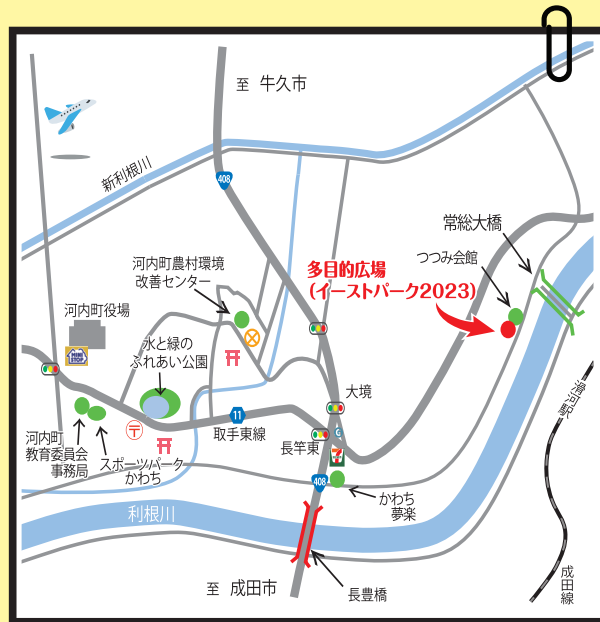 至 牛久市
新利根川
408
常総大橋
つつみ会館
多目的広場
（イーストパーク2023）
河内町農村環境
改善センター
河内町役場
MINI
STOP
水と緑の
ふれあい公園
大境
11
取手東線
長竿東
河内町
教育委員会
事務局
スポーツパーク
かわち
408
かわち
夢楽
利根川
至 成田市
長豊橋
滑河駅
成田線